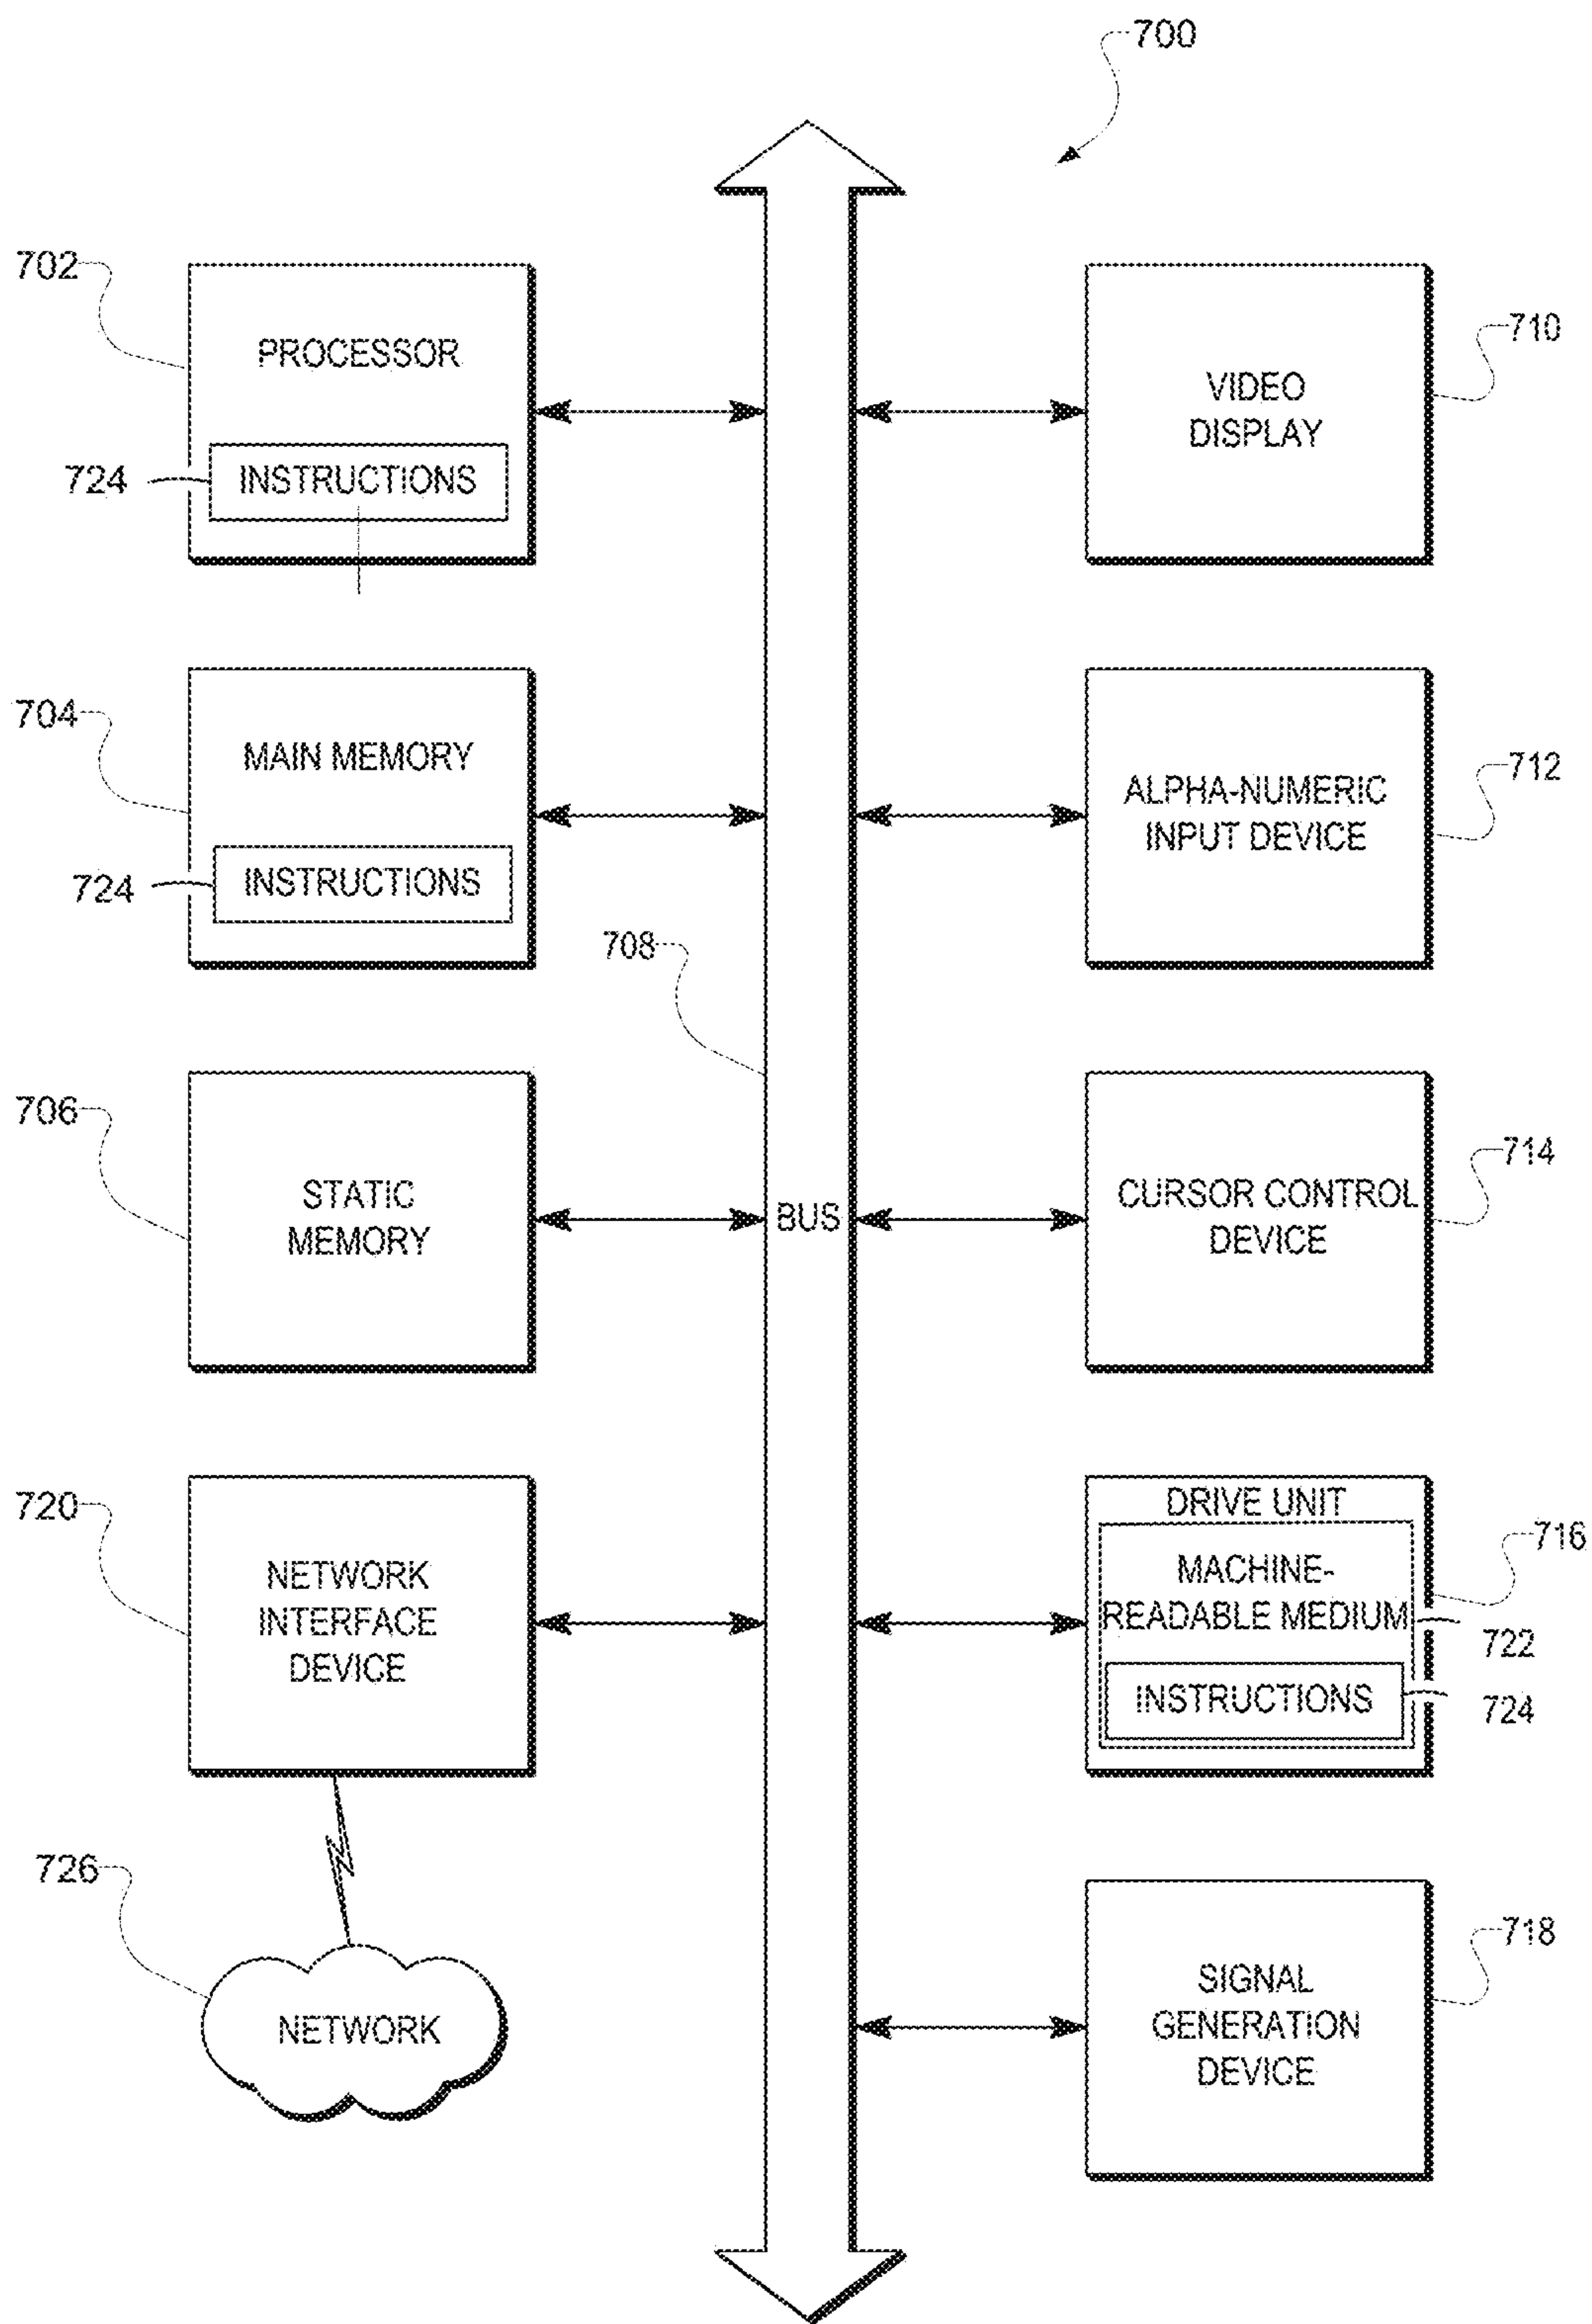 700
702
PROCESSOR
724
INSTRUCTIONS
710
VIDEO
DISPLAY
704
MAIN MEMORY
724
INSTRUCTIONS
712
ALPHA-NUMERIC
INPUT DEVICE
708
BUS
706
STATIC
MEMORY
714
CURSOR CONTROL
DEVICE
720
NETWORK
INTERFACE
DEVICE
DRIVE UNIT
716
MACHINE-
READABLE MEDIUM
722
INSTRUCTIONS
724
726
NETWORK
718
SIGNAL
GENERATION
DEVICE